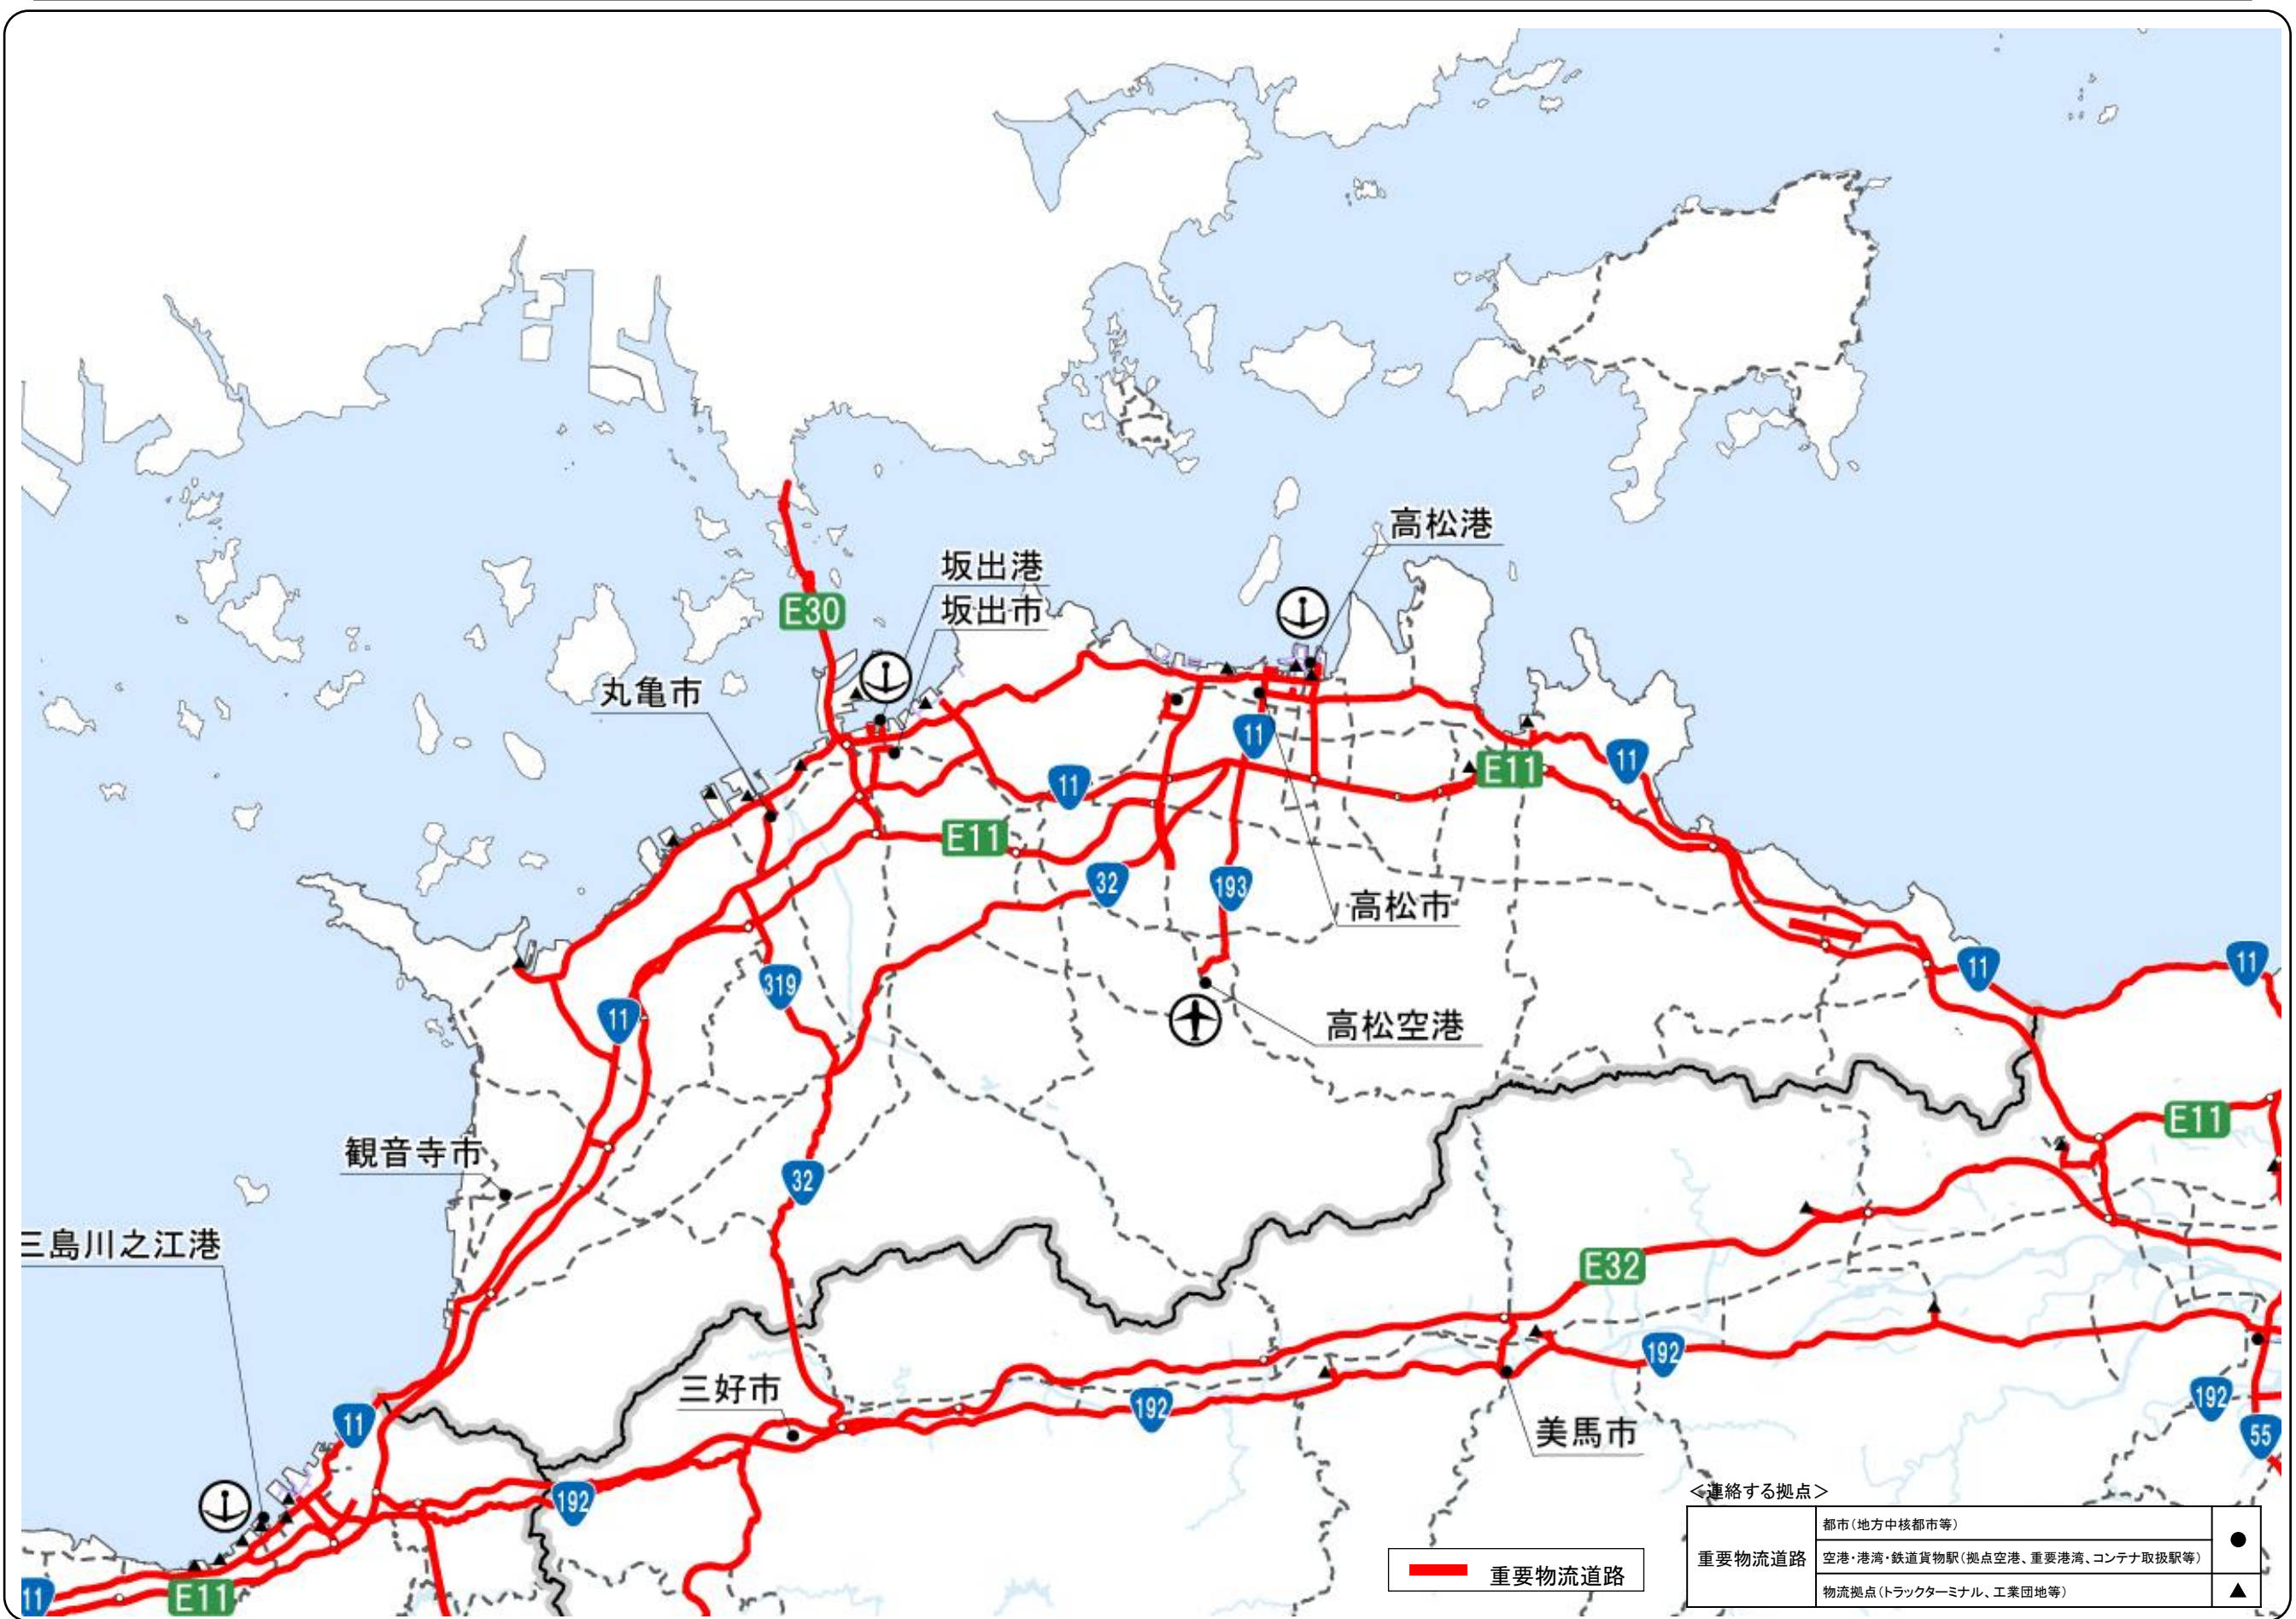 高松港
坂出港
E30
坂出市
丸亀市
11
11
E11
11
E11
32
193
高松市
319
11
11
11
高松空港
E11
観音寺市
32
三島川之江港
E32
192
三好市
192
192
11
美馬市
55
192
E11
11
<連絡する拠点>
重要物流道路
都市(地方中核都市等)
●
空港・港湾・鉄道貨物駅(拠点空港、重要港湾、コンテナ取扱駅等)
物流拠点(トラックターミナル、工業団地等)
▲
重要物流道路